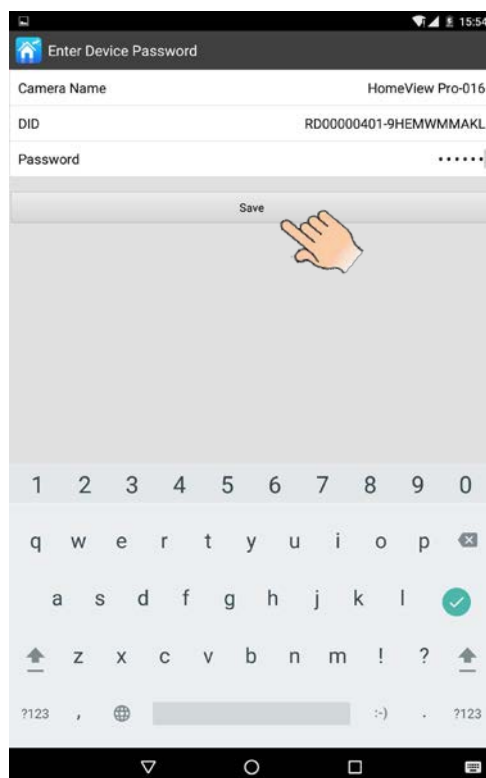 15:54
Enter Device Password
Camera Name HomeView Pro-016
DID RD00000401-9HEMWMMAKL
Password ••••••
Save
1 2 3 4 5 6 7 8 9 0
q w e r t y u i o p
a s d f g h j k l
z x c v b n m ! ?
?123 , :-) . ?123